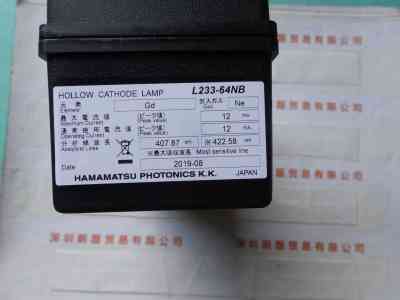 HOLLOW CATHODE LAMP L233-64NB
元素 Gd 封入ガス Ne
Element Gas
最大電流値 (ピーク値) 12 mA
Maximum Current (Peak value)
通常使用電流値 (ピーク値) 12 mA
Operating Current (Peak value)
分析線波長 407.87 nm ※422.58 nm
Analytical Lines
※最大吸収波長 Most sensitive line
Date 2019-08
HAMAMATSU PHOTONICS K.K. JAPAN